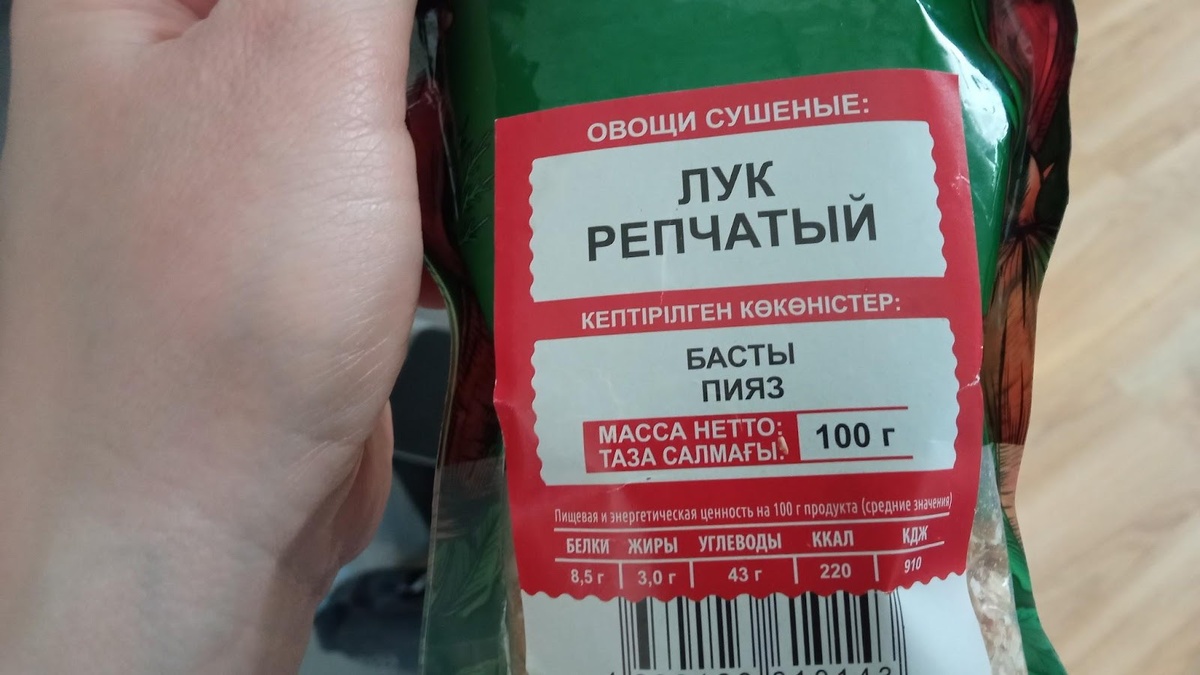 ОВОЩИ СУШЕНЫЕ:
ЛУК
РЕПЧАТЫЙ
КЕПТІРІЛГЕН КӨКӨНІСТЕР:
БАСТЫ
ПИЯЗ
МАССА НЕТТО:
ТАЗА САЛМАҒЫ:
100 г
Пищевая и энергетическая ценность на 100 г продукта (средние значения)
БЕЛКИ ЖИРЫ УГЛЕВОДЫ ККАЛ КДЖ
8,5 г 3,0 г 43 г 220 910